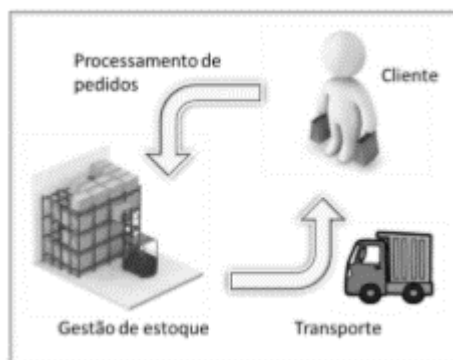 Processamento de
pedidos
Cliente
Gestão de estoque
Transporte